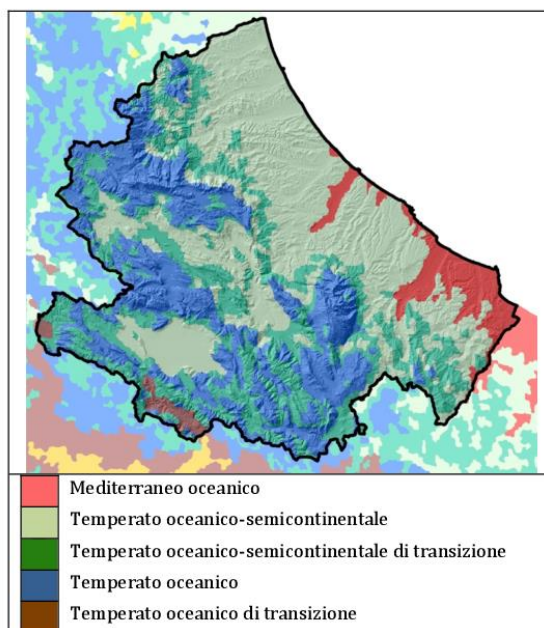 Mediterraneo oceanico
Temperato oceanico-semicontinentale
Temperato oceanico-semicontinentale di transizione
Temperato oceanico
Temperato oceanico di transizione